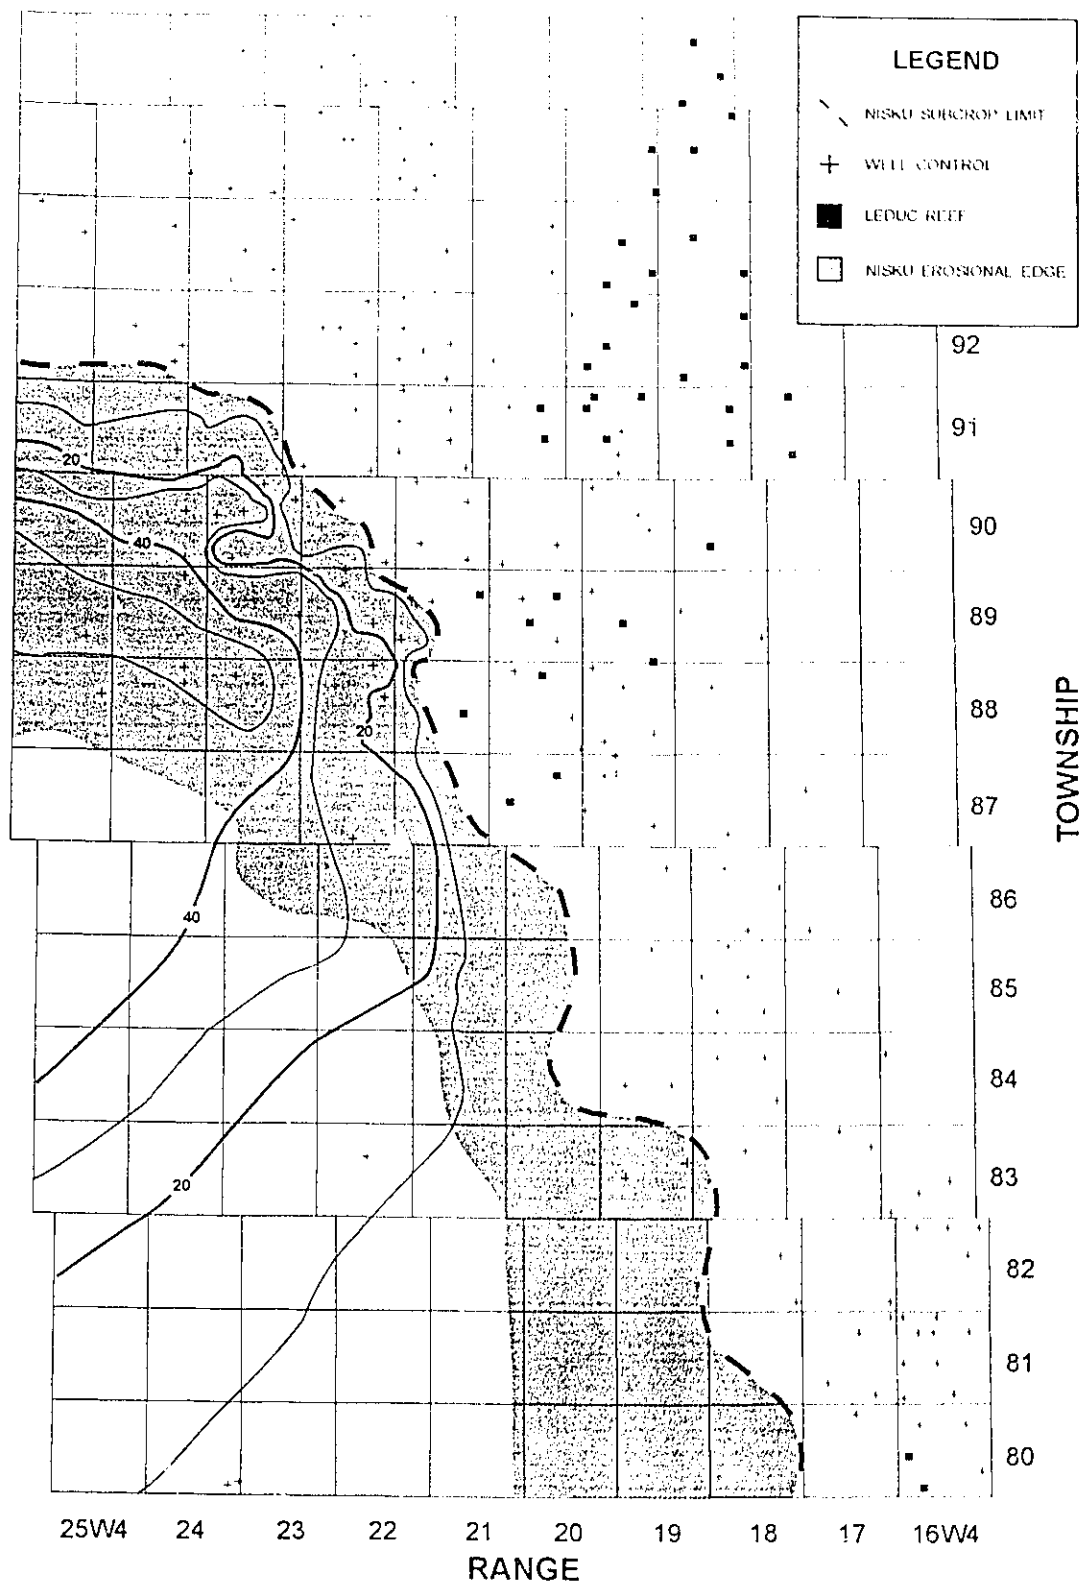 LEGEND
NISKU SUBCROP LIMIT
WELL CONTROL
LEDUC REEF
NISKU EROSIONAL EDGE
92
91
20
90
40
89
88
20
87
86
40
85
84
83
20
82
81
80
TOWNSHIP
25W4 24 23 22 21 20 19 18 17 16W4
RANGE